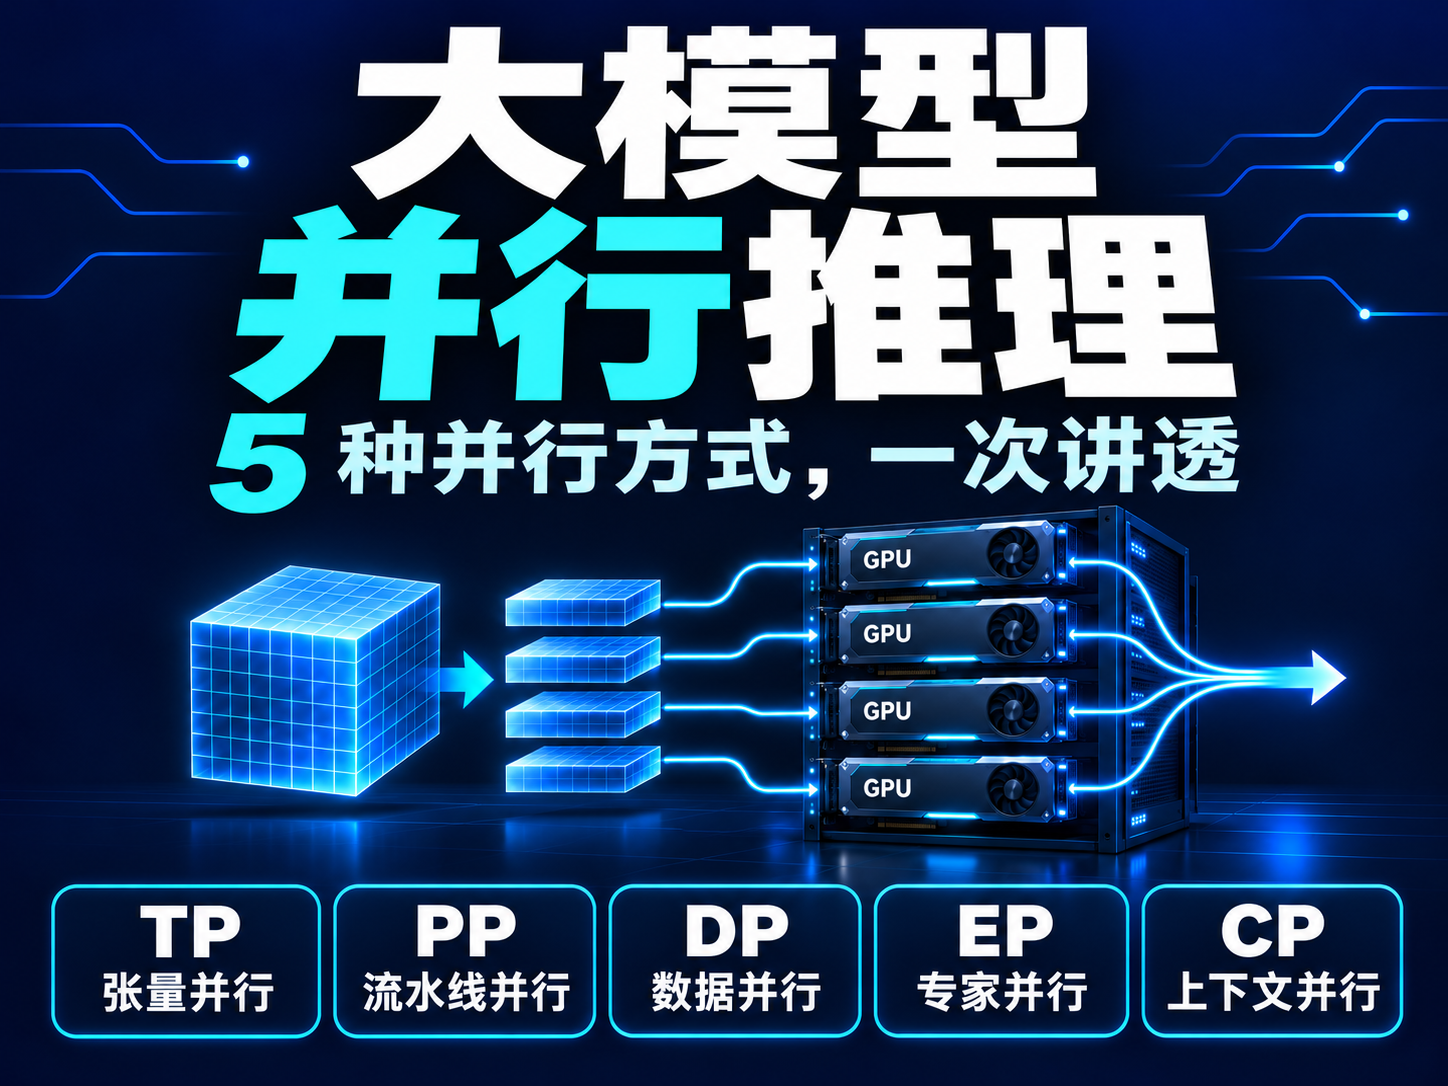 大模型
并行推理
5种并行方式，一次讲透
GPU
GPU
GPU
GPU
TP
张量并行
PP
流水线并行
DP
数据并行
EP
专家并行
CP
上下文并行